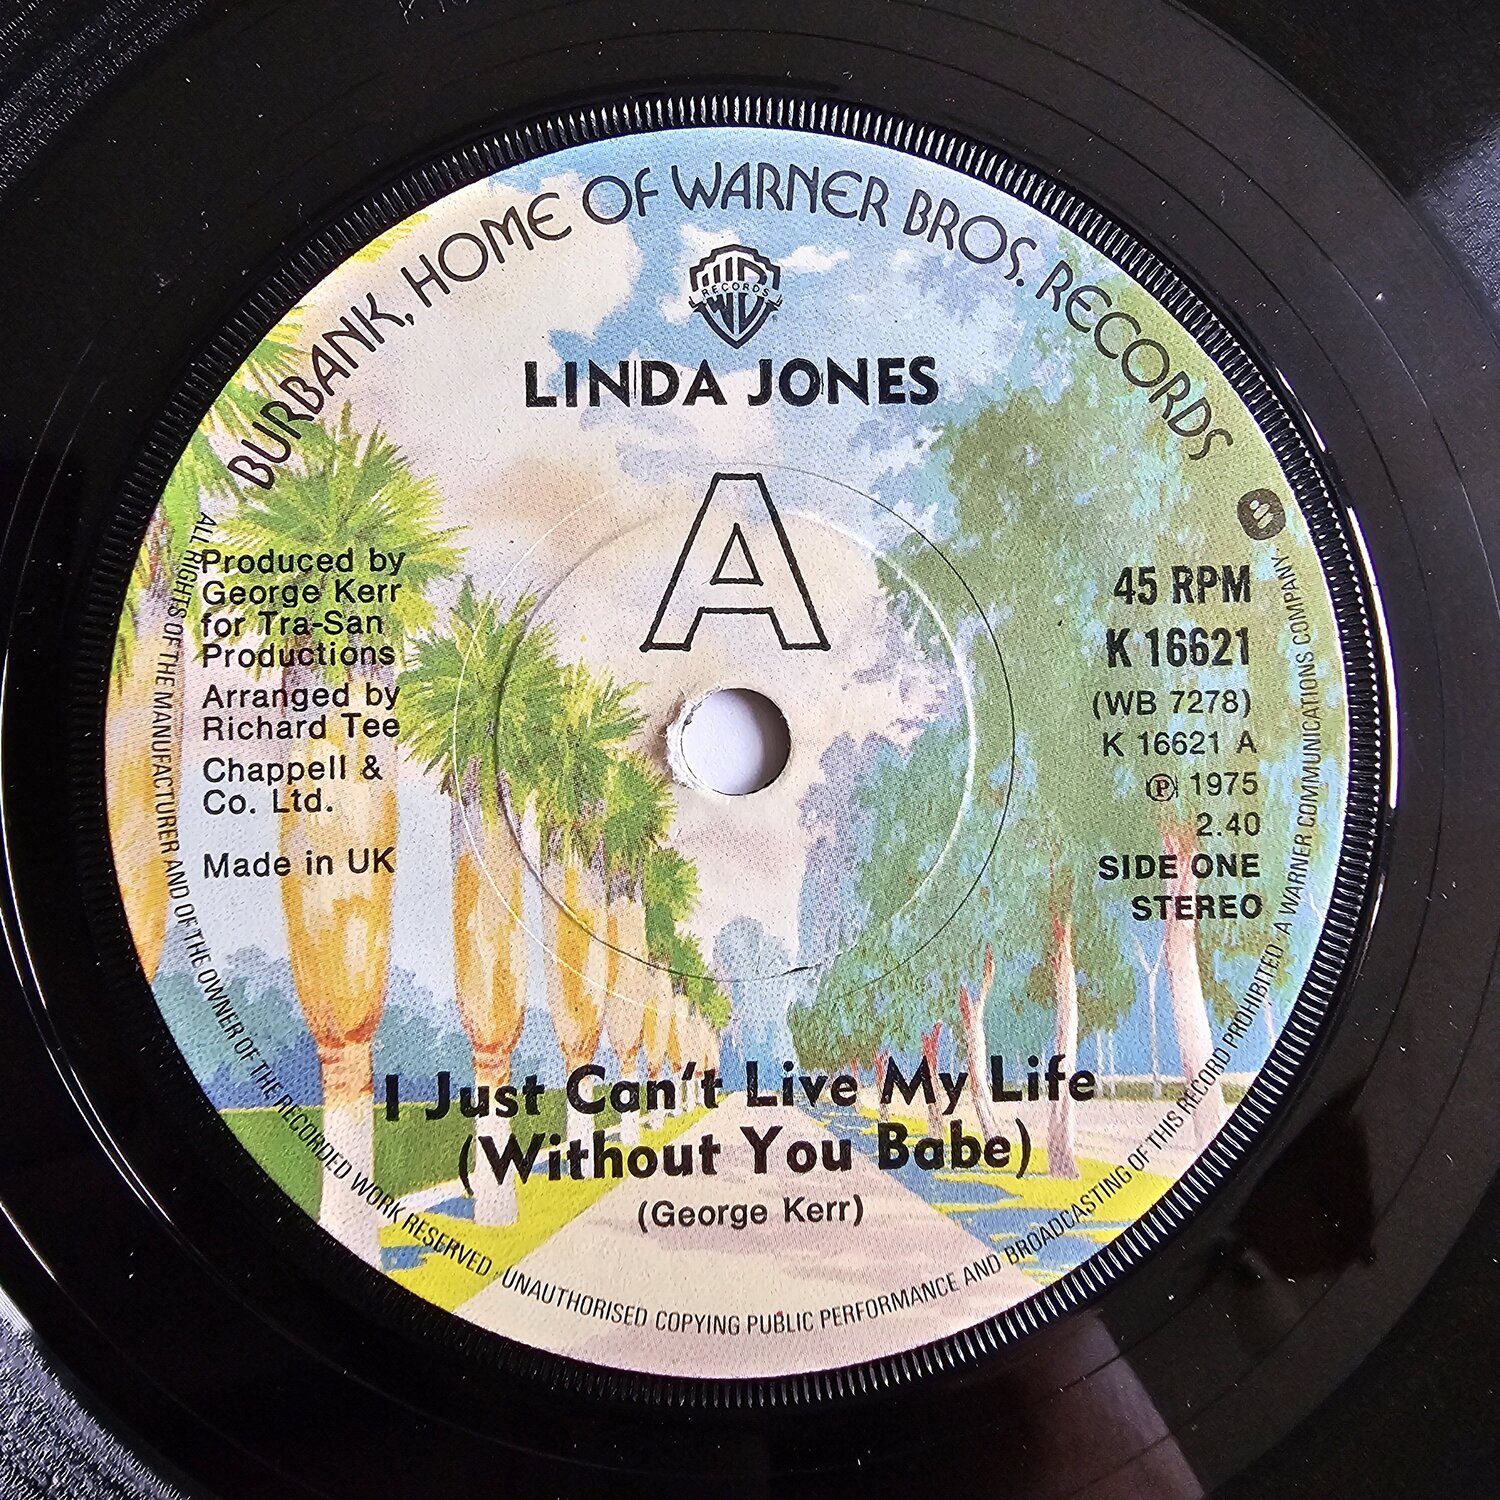 BURBANK, HOME OF WARNER BROS. RECORDS
RECORDS
LINDA JONES
A
Produced by
George Kerr
for Tra-San
Productions
Arranged by
Richard Tee
Chappell &
Co. Ltd.
Made in UK
45 RPM
K 16621
(WB 7278)
K 16621 A
Ⓟ 1975
2.40
SIDE ONE
STEREO
I Just Can't Live My Life
(Without You Babe)
(George Kerr)
ALL RIGHTS OF THE MANUFACTURER AND OF THE OWNER OF THE RECORDED WORK RESERVED · UNAUTHORISED COPYING PUBLIC PERFORMANCE AND BROADCASTING OF THIS RECORD PROHIBITED · A WARNER COMMUNICATIONS COMPANY